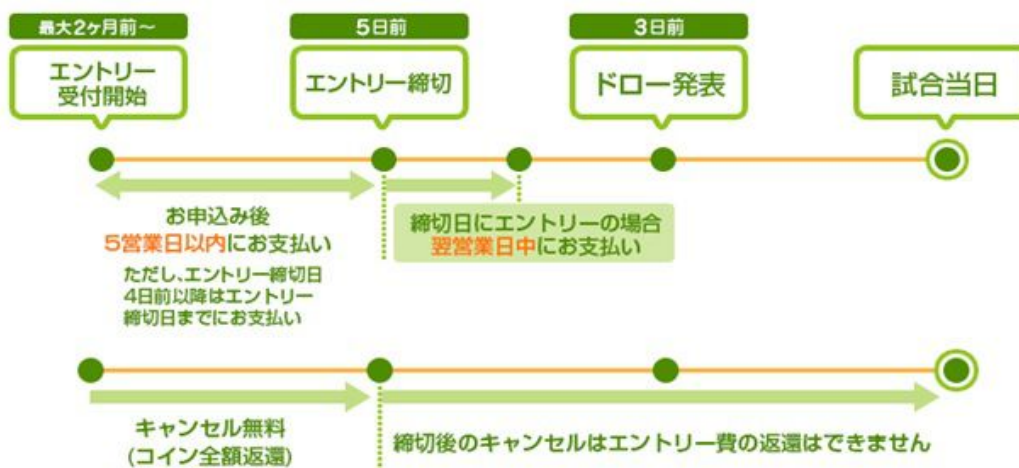 最大2ヶ月前～
エントリー
受付開始
5日前
エントリー締切
3日前
ドロー発表
試合当日
お申込み後
5営業日以内にお支払い
ただし、エントリー締切日
4日前以降はエントリー
締切日までにお支払い
締切日にエントリーの場合
翌営業日中にお支払い
キャンセル無料
(コイン全額返還)
締切後のキャンセルはエントリー費の返還はできません